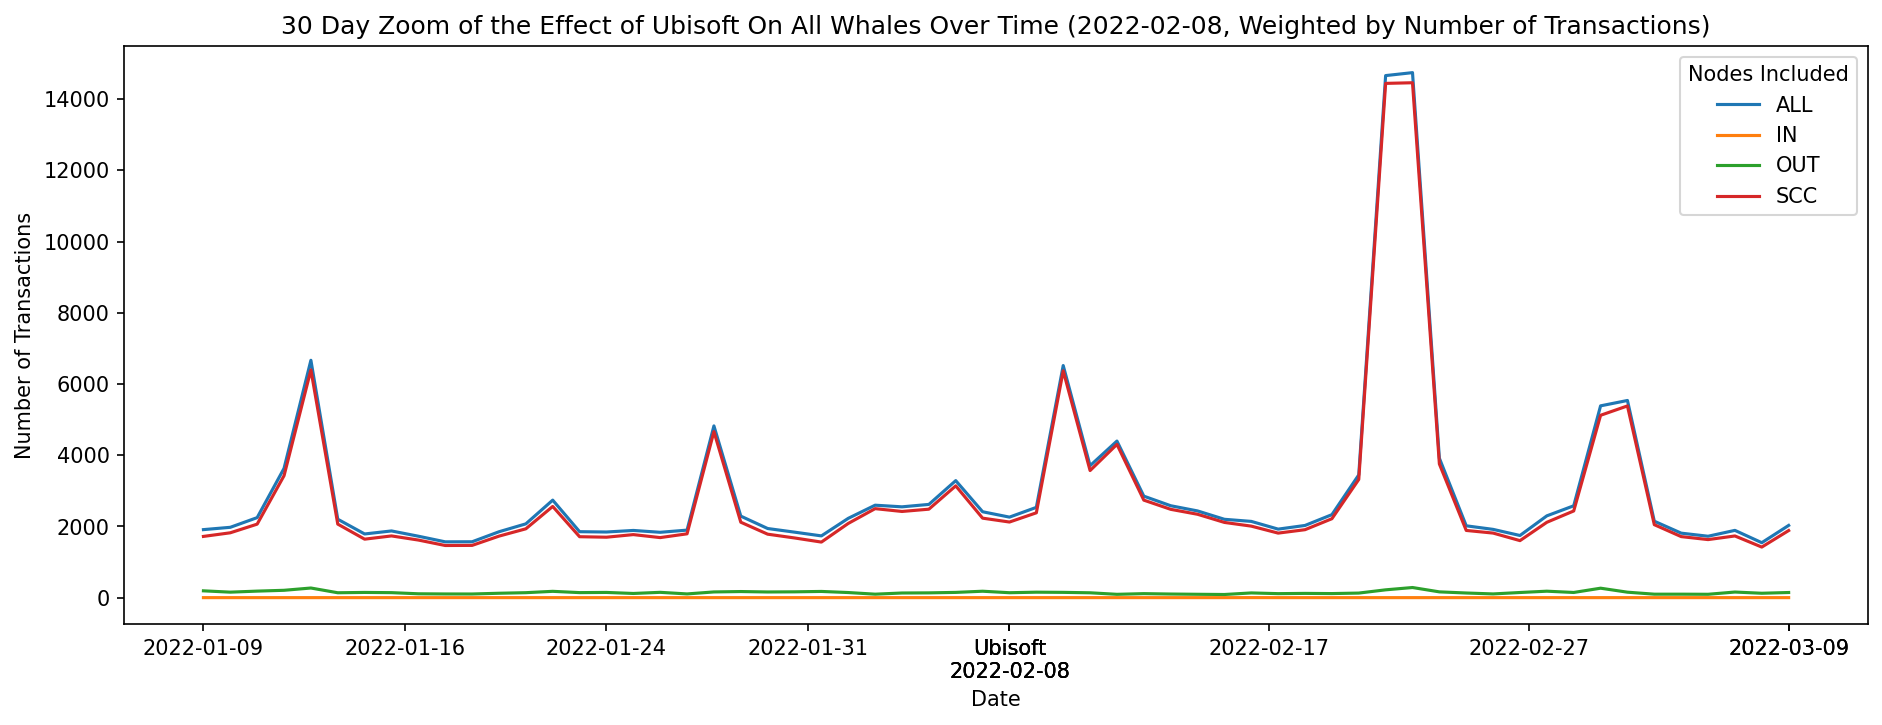 30 Day Zoom of the Effect of Ubisoft On All Whales Over Time (2022-02-08, Weighted by Number of Transactions)
Nodes Included
ALL
IN
OUT
SCC
Number of Transactions
14000
12000
10000
8000
6000
4000
2000
0
2022-01-09
2022-01-16
2022-01-24
2022-01-31
Ubisoft
2022-02-08
2022-02-17
2022-02-27
2022-03-09
Date